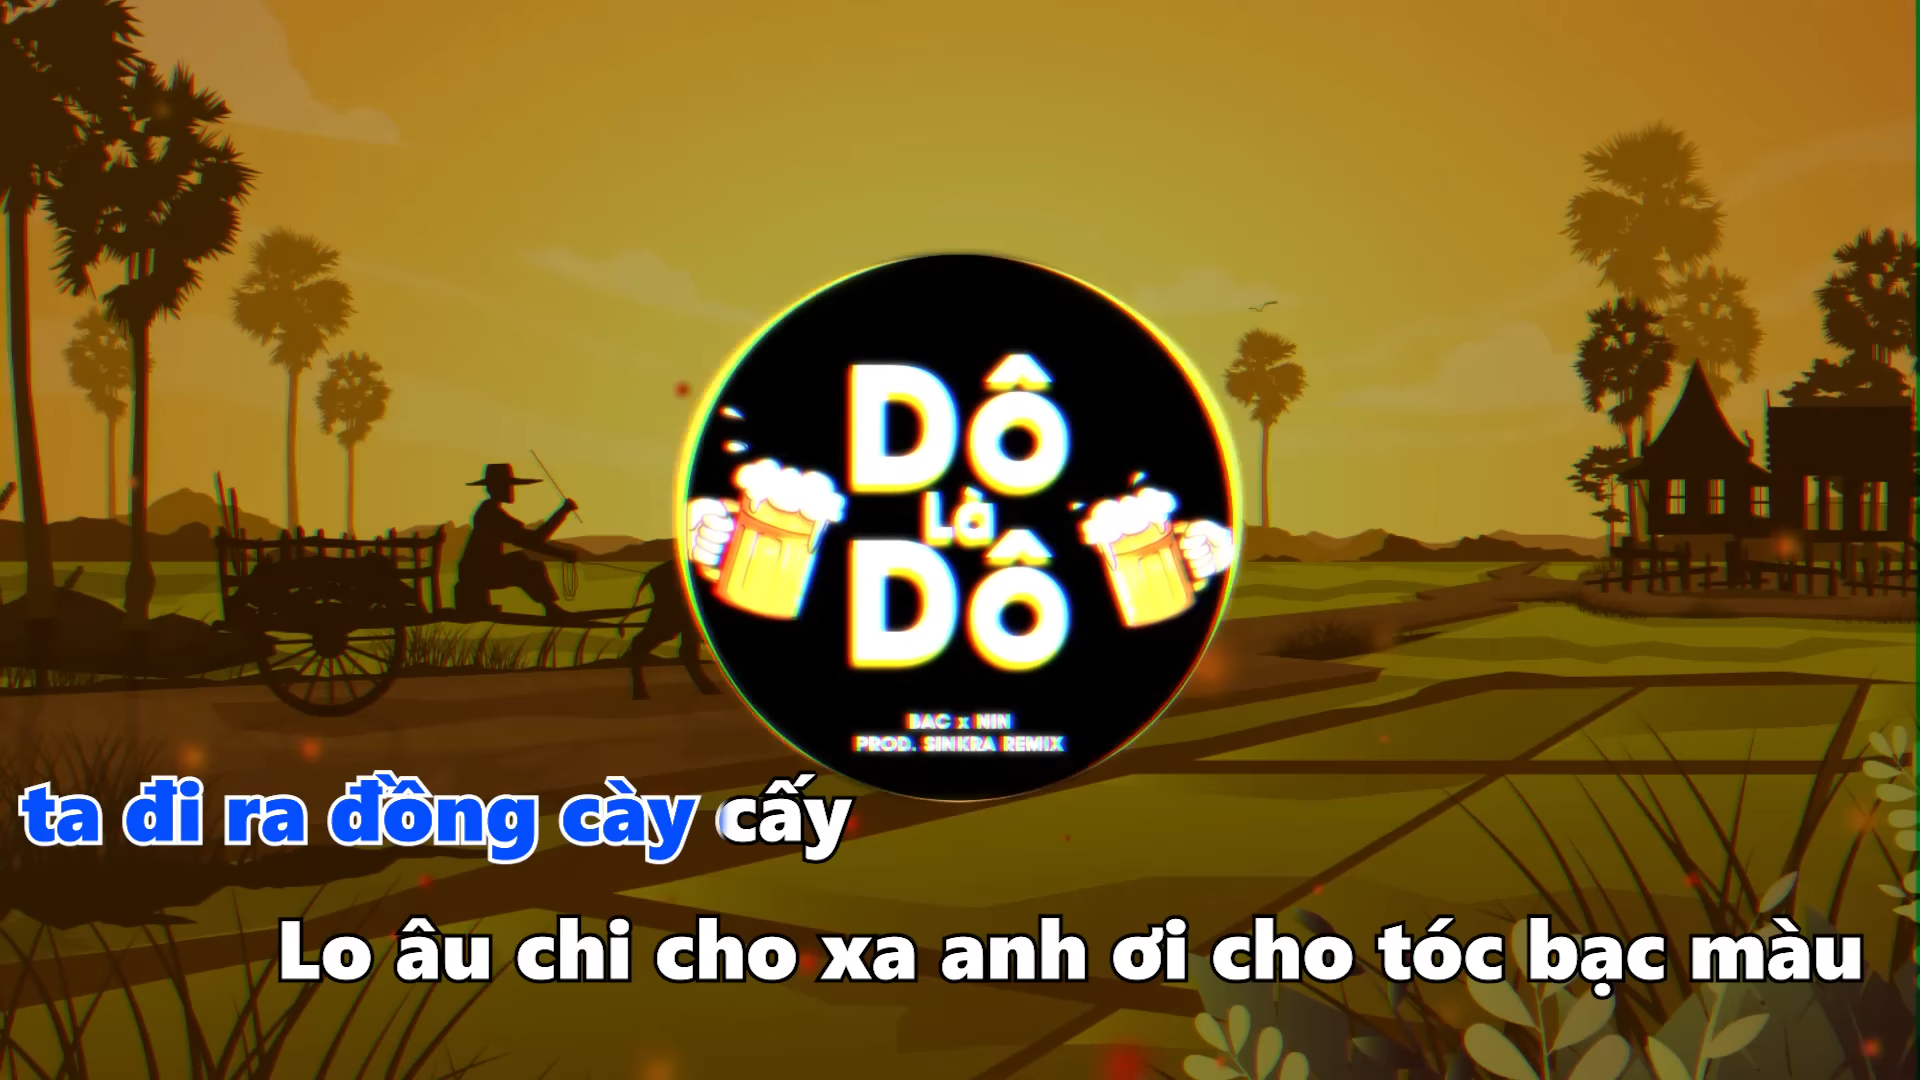 Dô
Là
Dô
BAC x NIN
PROD. SINKRA REMIX
ta đi ra đồng cày cấy
Lo âu chi cho xa anh ơi cho tóc bạc màu